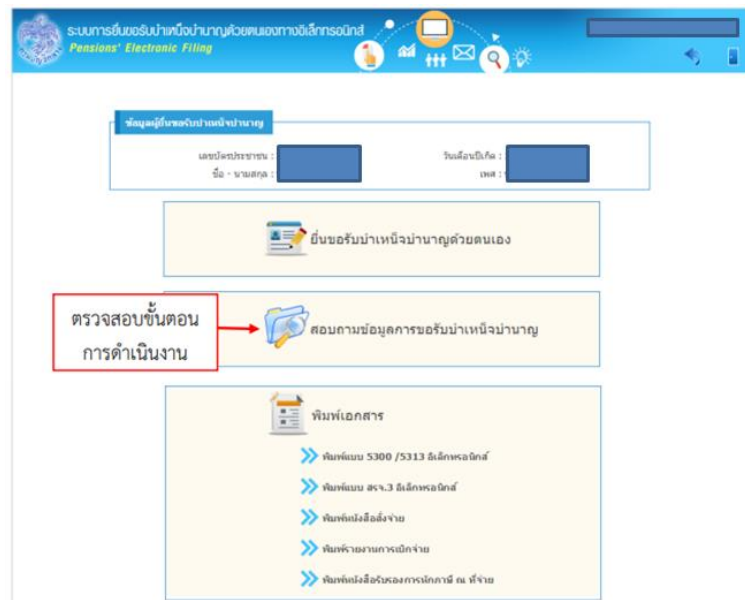 ระบบการยื่นขอรับบำเหน็จบำนาญด้วยตนเองทางอิเล็กทรอนิกส์
Pensions' Electronic Filing
ข้อมูลผู้ยื่นขอรับบำเหน็จบำนาญ
เลขบัตรประชาชน :
วันเดือนปีเกิด :
ชื่อ - นามสกุล :
เพศ :
ยื่นขอรับบำเหน็จบำนาญด้วยตนเอง
ตรวจสอบขั้นตอน
การดำเนินงาน
สอบถามข้อมูลการขอรับบำเหน็จบำนาญ
พิมพ์เอกสาร
พิมพ์แบบ 5300 /5313 อิเล็กทรอนิกส์
พิมพ์แบบ สรจ.3 อิเล็กทรอนิกส์
พิมพ์หนังสือสั่งจ่าย
พิมพ์รายงานการเบิกจ่าย
พิมพ์หนังสือรับรองการหักภาษี ณ ที่จ่าย